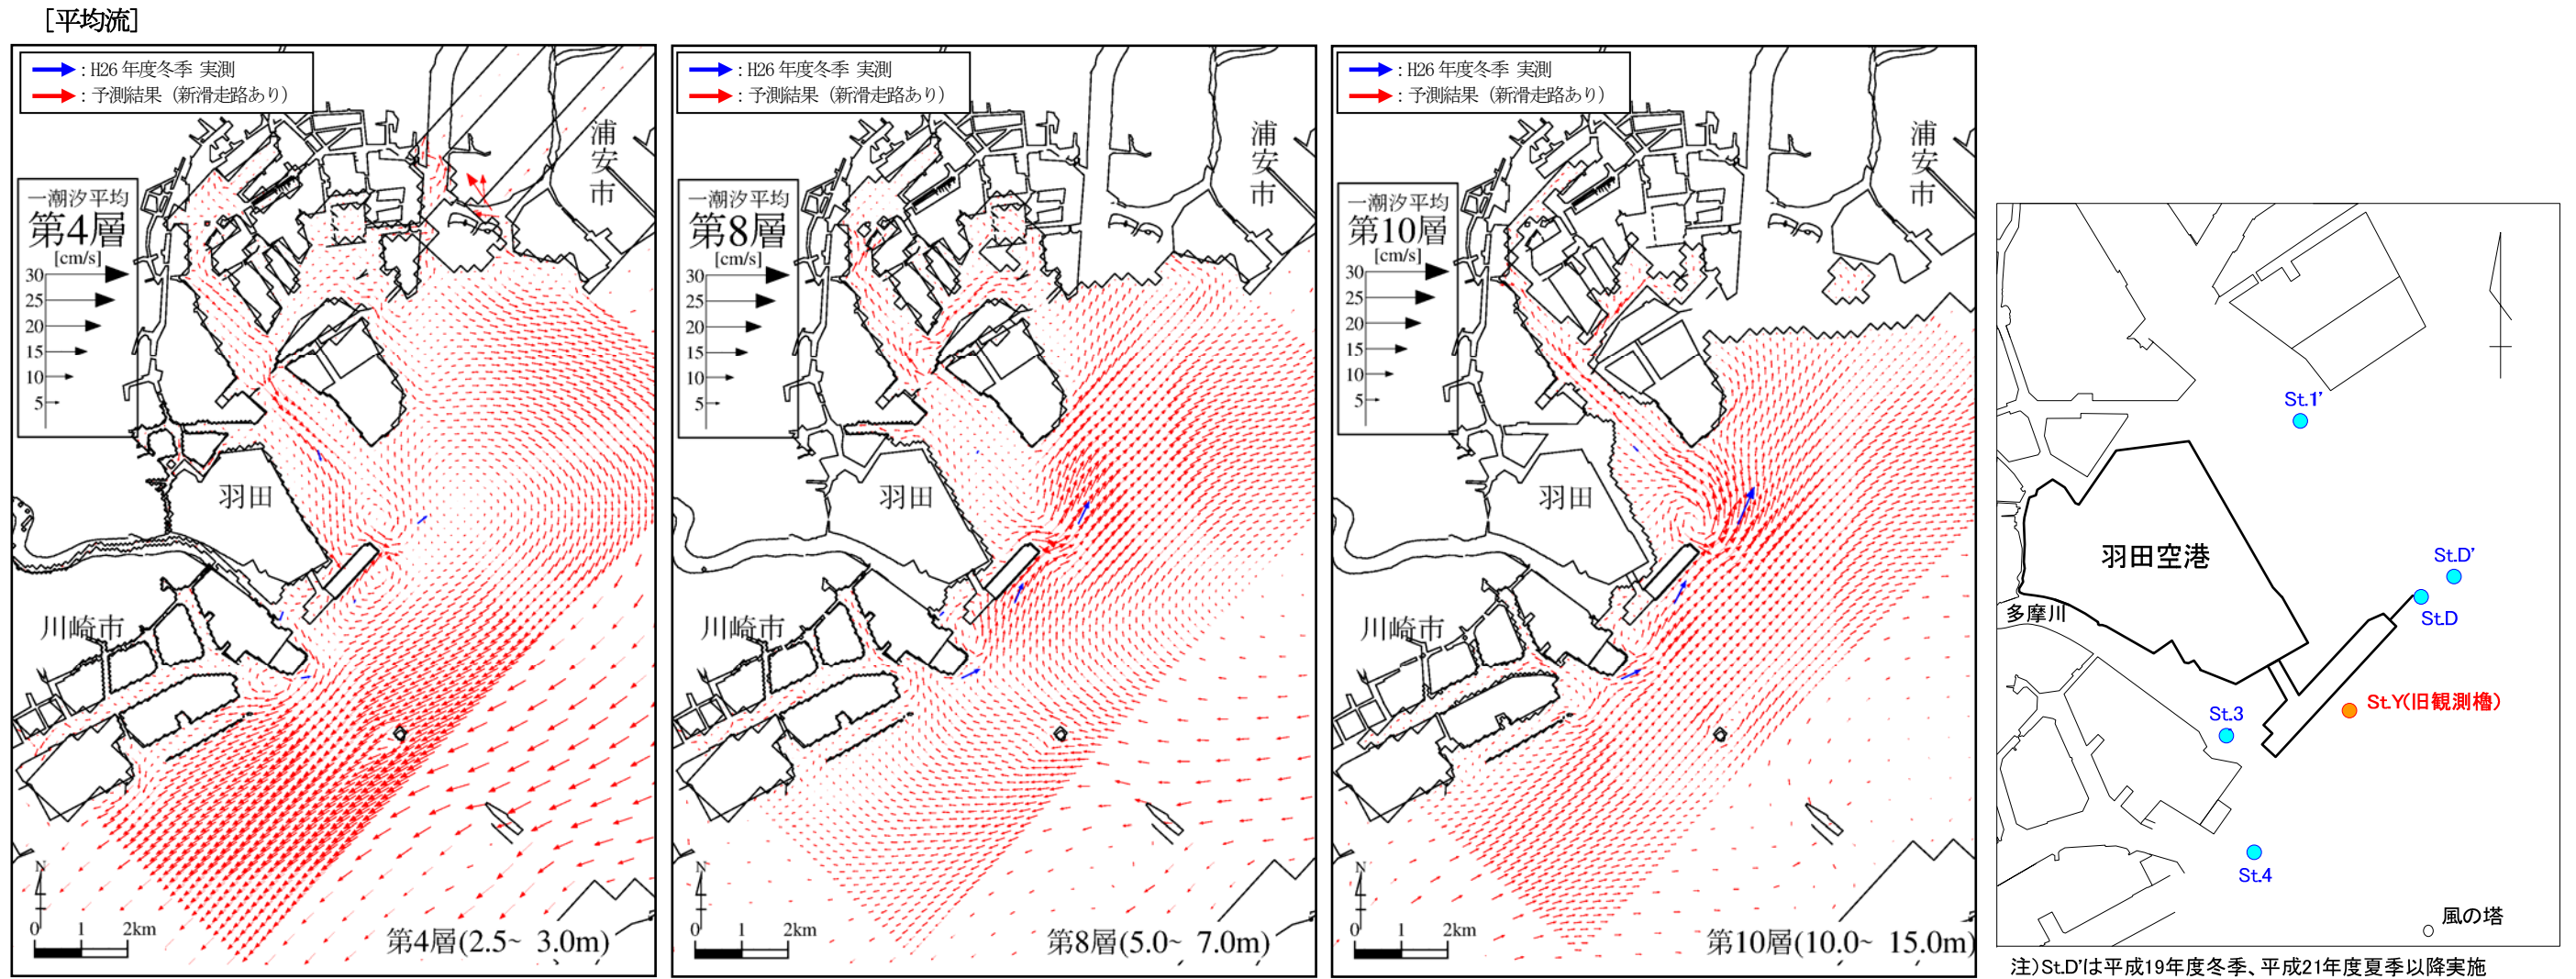 [平均流]
: H26 年度冬季 実測
: 予測結果 (新滑走路あり)
浦安市
一潮汐平均
第4層
[cm/s]
30
25
20
15
10
5
羽田
川崎市
N
0 1 2km
第4層(2.5~ 3.0m)
: H26 年度冬季 実測
: 予測結果 (新滑走路あり)
浦安市
一潮汐平均
第8層
[cm/s]
30
25
20
15
10
5
羽田
川崎市
N
0 1 2km
第8層(5.0~ 7.0m)
: H26 年度冬季 実測
: 予測結果 (新滑走路あり)
浦安市
一潮汐平均
第10層
[cm/s]
30
25
20
15
10
5
羽田
川崎市
N
0 1 2km
第10層(10.0~ 15.0m)
St.1'
羽田空港
St.D'
St.D
多摩川
St.Y(旧観測櫓)
St.3
St.4
風の塔
注)St.D'は平成19年度冬季、平成21年度夏季以降実施